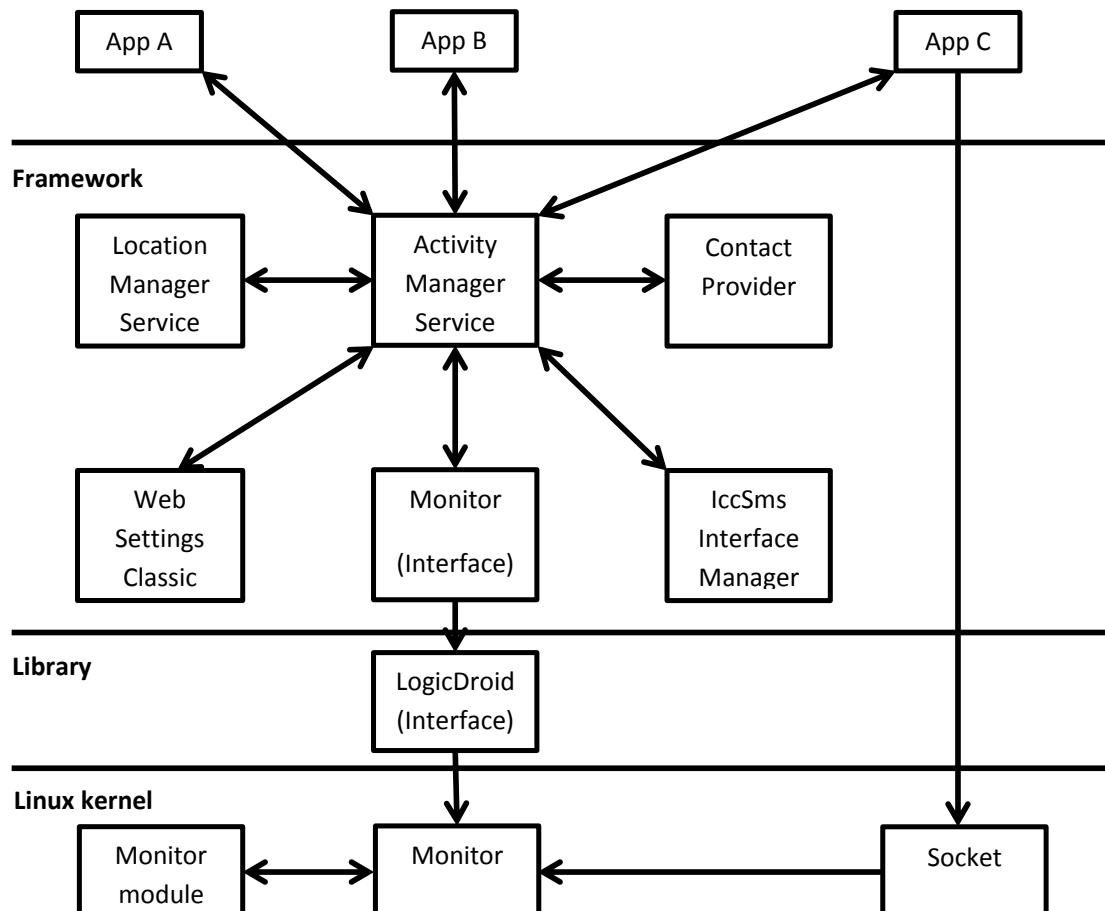 App A
App B
App C
Framework
Location
Manager
Service
Activity
Manager
Service
Contact
Provider
Web
Settings
Classic
Monitor
(Interface)
IccSms
Interface
Manager
Library
LogicDroid
(Interface)
Linux kernel
Monitor
module
Monitor
Socket